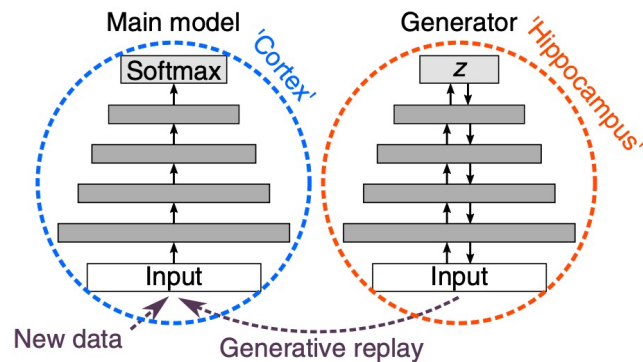 Main model
Generator
'Cortex'
'Hippocampus'
Softmax
z
Input
Input
New data
Generative replay